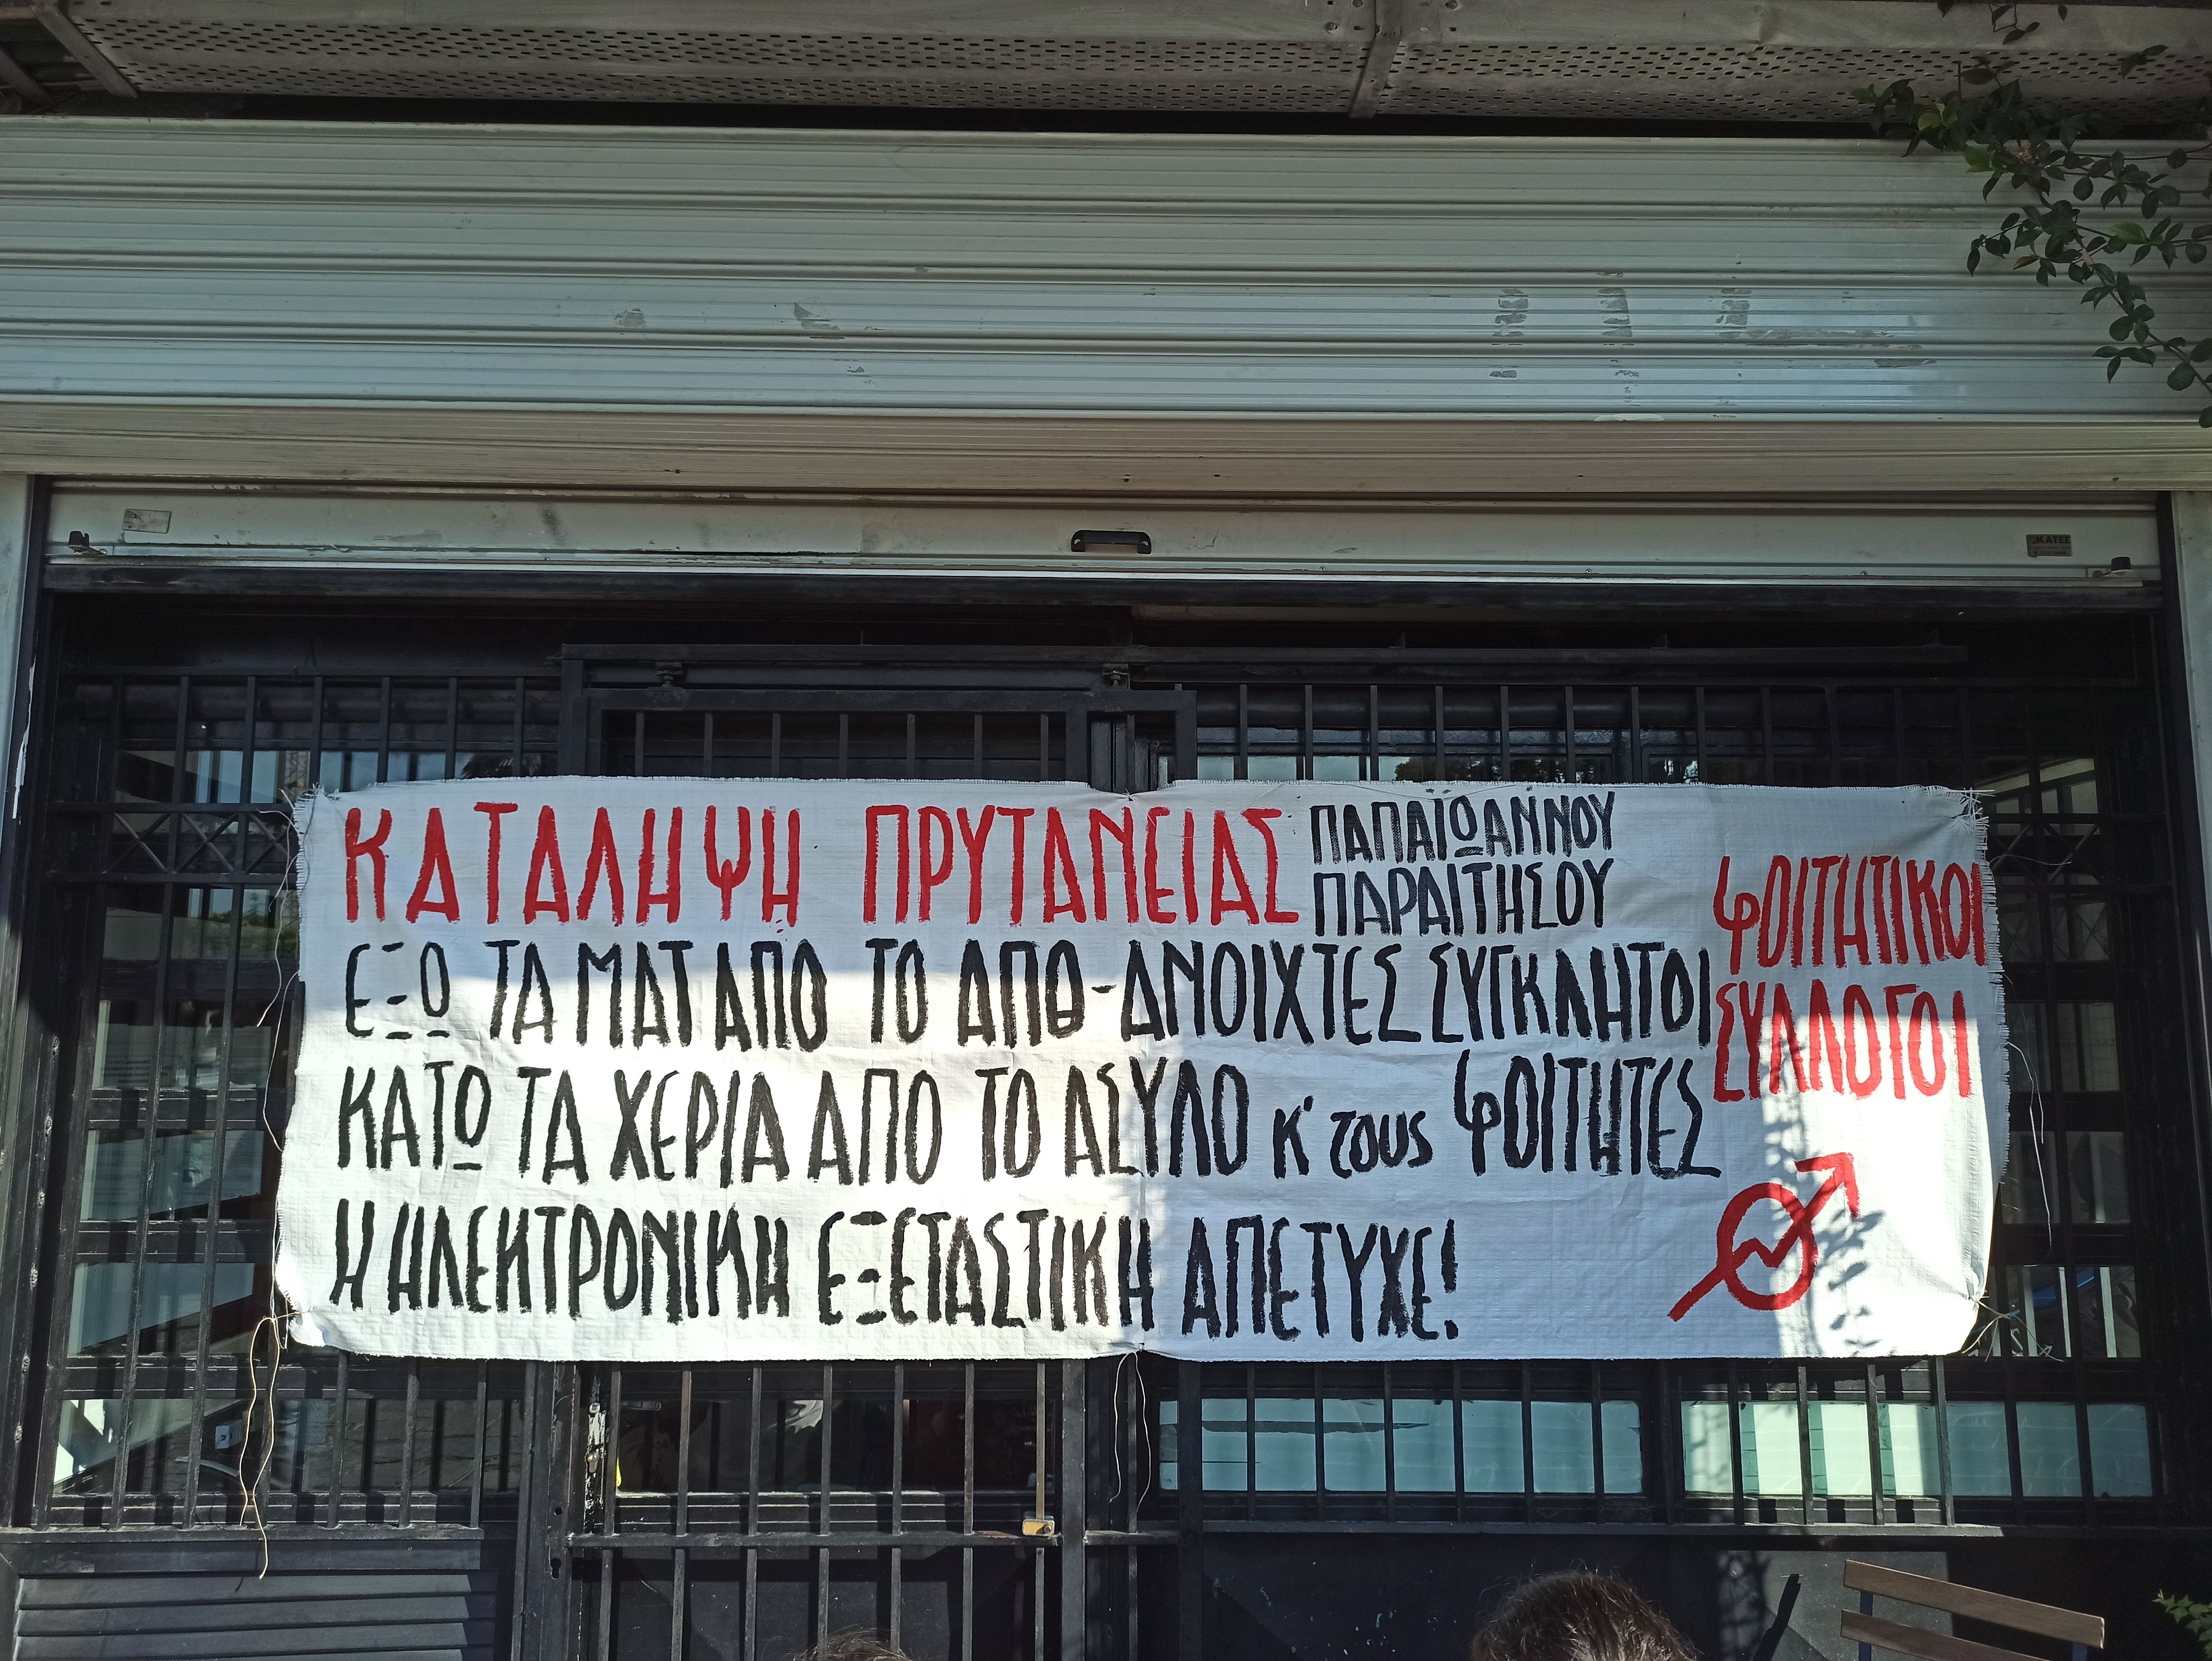 ΚΑΤΑΛΗΨΗ ΠΡΥΤΑΝΕΙΑΣ
ΠΑΠΑΪΩΑΝΝΟΥ
ΠΑΡΑΙΤΗΣΟΥ
ΕΞΩ ΤΑ ΜΑΤ ΑΠΟ ΤΟ ΑΠΘ-ΑΝΟΙΧΤΕΣ ΣΥΓΚΛΗΤΟΙ
ΚΑΤΩ ΤΑ ΧΕΡΙΑ ΑΠΟ ΤΟ ΑΣΥΛΟ Κ' τους ΦΟΙΤΗΤΕΣ
Η ΗΛΕΚΤΡΟΝΙΚΗ ΕΞΕΤΑΣΤΙΚΗ ΑΠΕΤΥΧΕ!
ΦΟΙΤΗΤΙΚΟΙ
ΣΥΛΛΟΓΟΙ